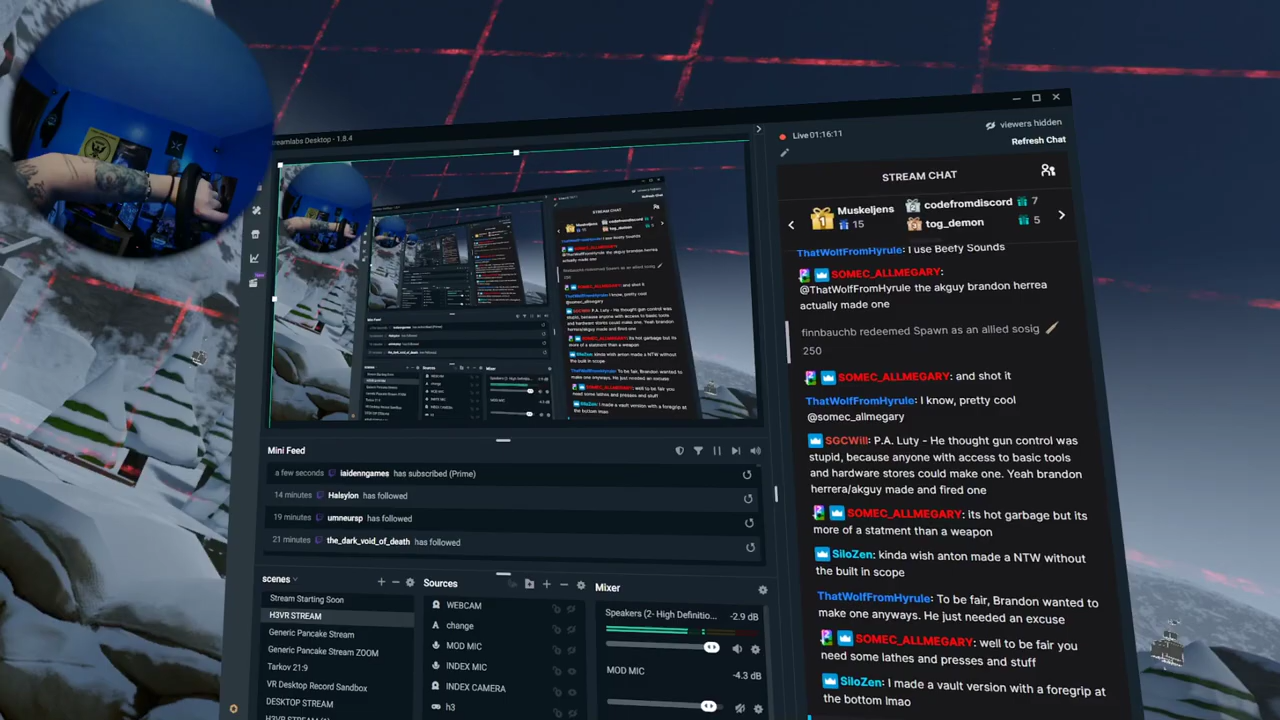 streamlabs Desktop - 1.8.4
Live 01:16:11
viewers hidden
Refresh Chat
STREAM CHAT
1
Muskeljens
15
codefromdiscord 7
tog_demon 5
ThatWolfFromHyrule: I use Beety Sounds
SOMEC_ALLMEGARY:
@ThatWolfFromHyrule the akguy brandon herrea
actually made one
finnbauchb redeemed Spawn as an allied sosig
250
SOMEC_ALLMEGARY: and shot it
ThatWolfFromHyrule: I know, pretty cool
@somec_allmegary
SGCWill: P.A. Luty - He thought gun control was
stupid, because anyone with access to basic tools
and hardware stores could make one. Yeah brandon
herrera/akguy made and fired one
SOMEC_ALLMEGARY: its hot garbage but its
more of a statment than a weapon
SiloZen: kinda wish anton made a NTW without
the built in scope
ThatWolfFromHyrule: To be fair, Brandon wanted to
make one anyways. He just needed an excuse
SOMEC_ALLMEGARY: well to be fair you
need some lathes and presses and stuff
SiloZen: I made a vault version with a foregrip at
the bottom lmao
Mini Feed
a few seconds iaidenngames has subscribed (Prime)
14 minutes Halsylon has followed
19 minutes umneursp has followed
21 minutes the_dark_void_of_death has followed
scenes
Stream Starting Soon
H3VR STREAM
Generic Pancake Stream
Generic Pancake Stream ZOOM
Tarkov 21:9
VR Desktop Record Sandbox
DESKTOP STREAM
H3VR STREAM (1)
Sources
WEBCAM
change
MOD MIC
INDEX MIC
INDEX CAMERA
h3
Mixer
Speakers (2- High Definitio... -2.9 dB
MOD MIC -4.3 dB